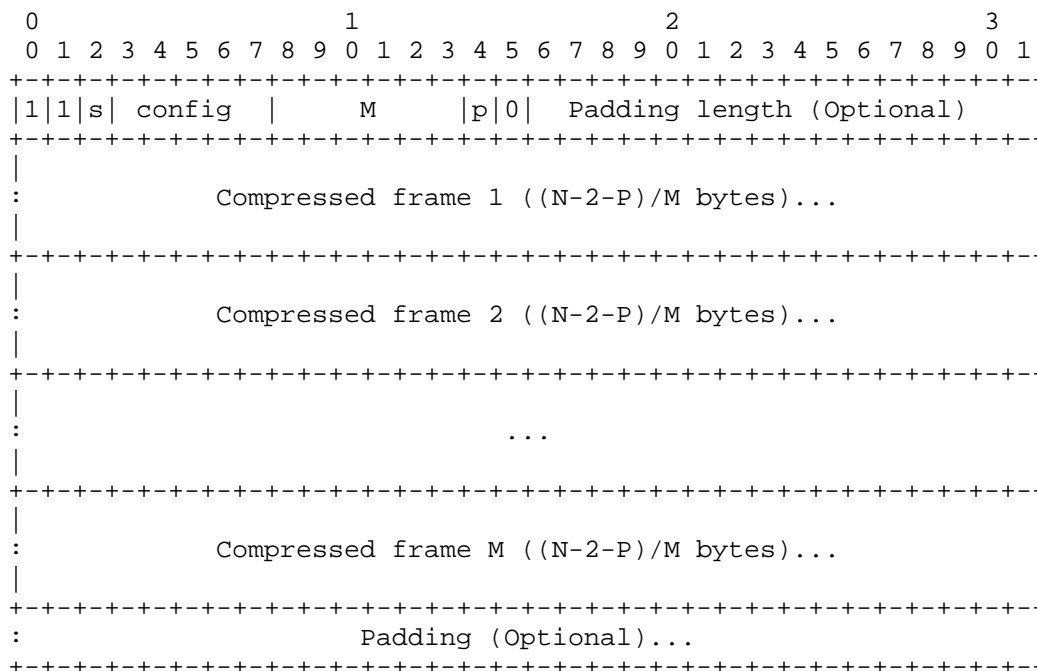 0                   1                   2                   3
 0 1 2 3 4 5 6 7 8 9 0 1 2 3 4 5 6 7 8 9 0 1 2 3 4 5 6 7 8 9 0 1
+-+-+-+-+-+-+-+-+-+-+-+-+-+-+-+-+-+-+-+-+-+-+-+-+-+-+-+-+-+-+-+--
|1|1|s| config  |     M     |p|0|  Padding length (Optional)
+-+-+-+-+-+-+-+-+-+-+-+-+-+-+-+-+-+-+-+-+-+-+-+-+-+-+-+-+-+-+-+--
|
:            Compressed frame 1 ((N-2-P)/M bytes)...
|
+-+-+-+-+-+-+-+-+-+-+-+-+-+-+-+-+-+-+-+-+-+-+-+-+-+-+-+-+-+-+-+--
|
:            Compressed frame 2 ((N-2-P)/M bytes)...
|
+-+-+-+-+-+-+-+-+-+-+-+-+-+-+-+-+-+-+-+-+-+-+-+-+-+-+-+-+-+-+-+--
|
:                              ...
|
+-+-+-+-+-+-+-+-+-+-+-+-+-+-+-+-+-+-+-+-+-+-+-+-+-+-+-+-+-+-+-+--
|
:            Compressed frame M ((N-2-P)/M bytes)...
|
+-+-+-+-+-+-+-+-+-+-+-+-+-+-+-+-+-+-+-+-+-+-+-+-+-+-+-+-+-+-+-+--
:                     Padding (Optional)...
+-+-+-+-+-+-+-+-+-+-+-+-+-+-+-+-+-+-+-+-+-+-+-+-+-+-+-+-+-+-+-+--